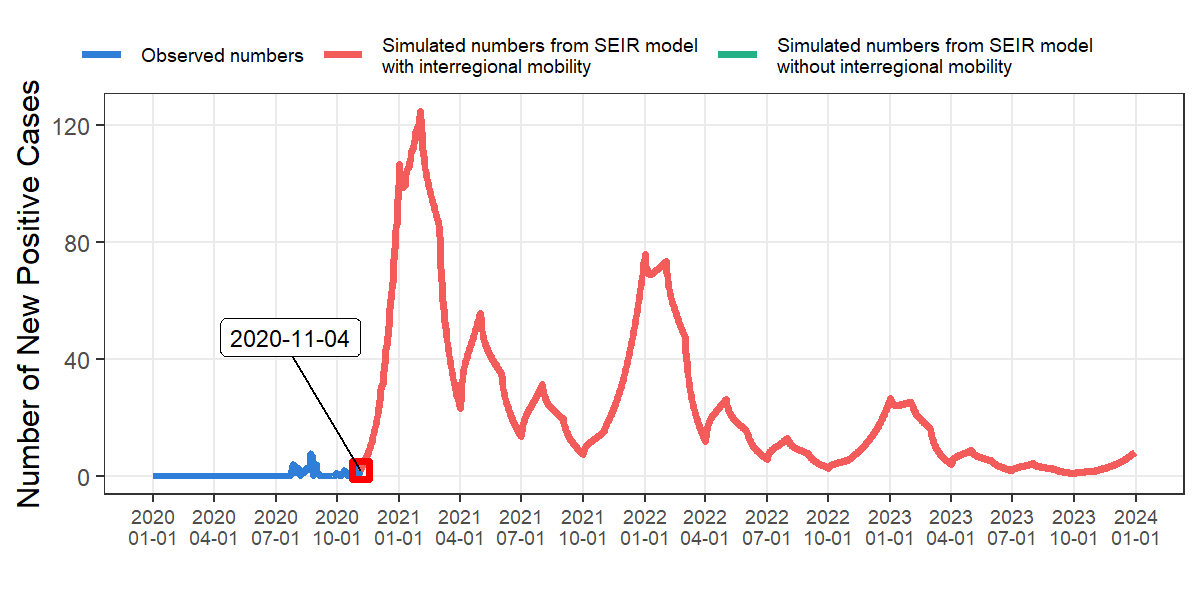 Observed numbers
Simulated numbers from SEIR model
with interregional mobility
Simulated numbers from SEIR model
without interregional mobility
Number of New Positive Cases
120
80
40
0
2020-11-04
2020 2020 2020 2020 2021 2021 2021 2021 2022 2022 2022 2022 2023 2023 2023 2023 2024
01-01 04-01 07-01 10-01 01-01 04-01 07-01 10-01 01-01 04-01 07-01 10-01 01-01 04-01 07-01 10-01 01-01